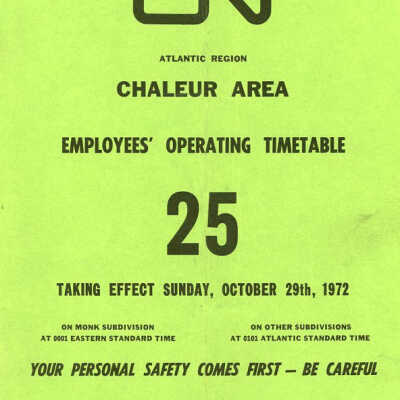 CN
ATLANTIC REGION
CHALEUR AREA
EMPLOYEES' OPERATING TIMETABLE
25
TAKING EFFECT SUNDAY, OCTOBER 29th, 1972
ON MONK SUBDIVISION
AT 0001 EASTERN STANDARD TIME
ON OTHER SUBDIVISIONS
AT 0101 ATLANTIC STANDARD TIME
YOUR PERSONAL SAFETY COMES FIRST — BE CAREFUL